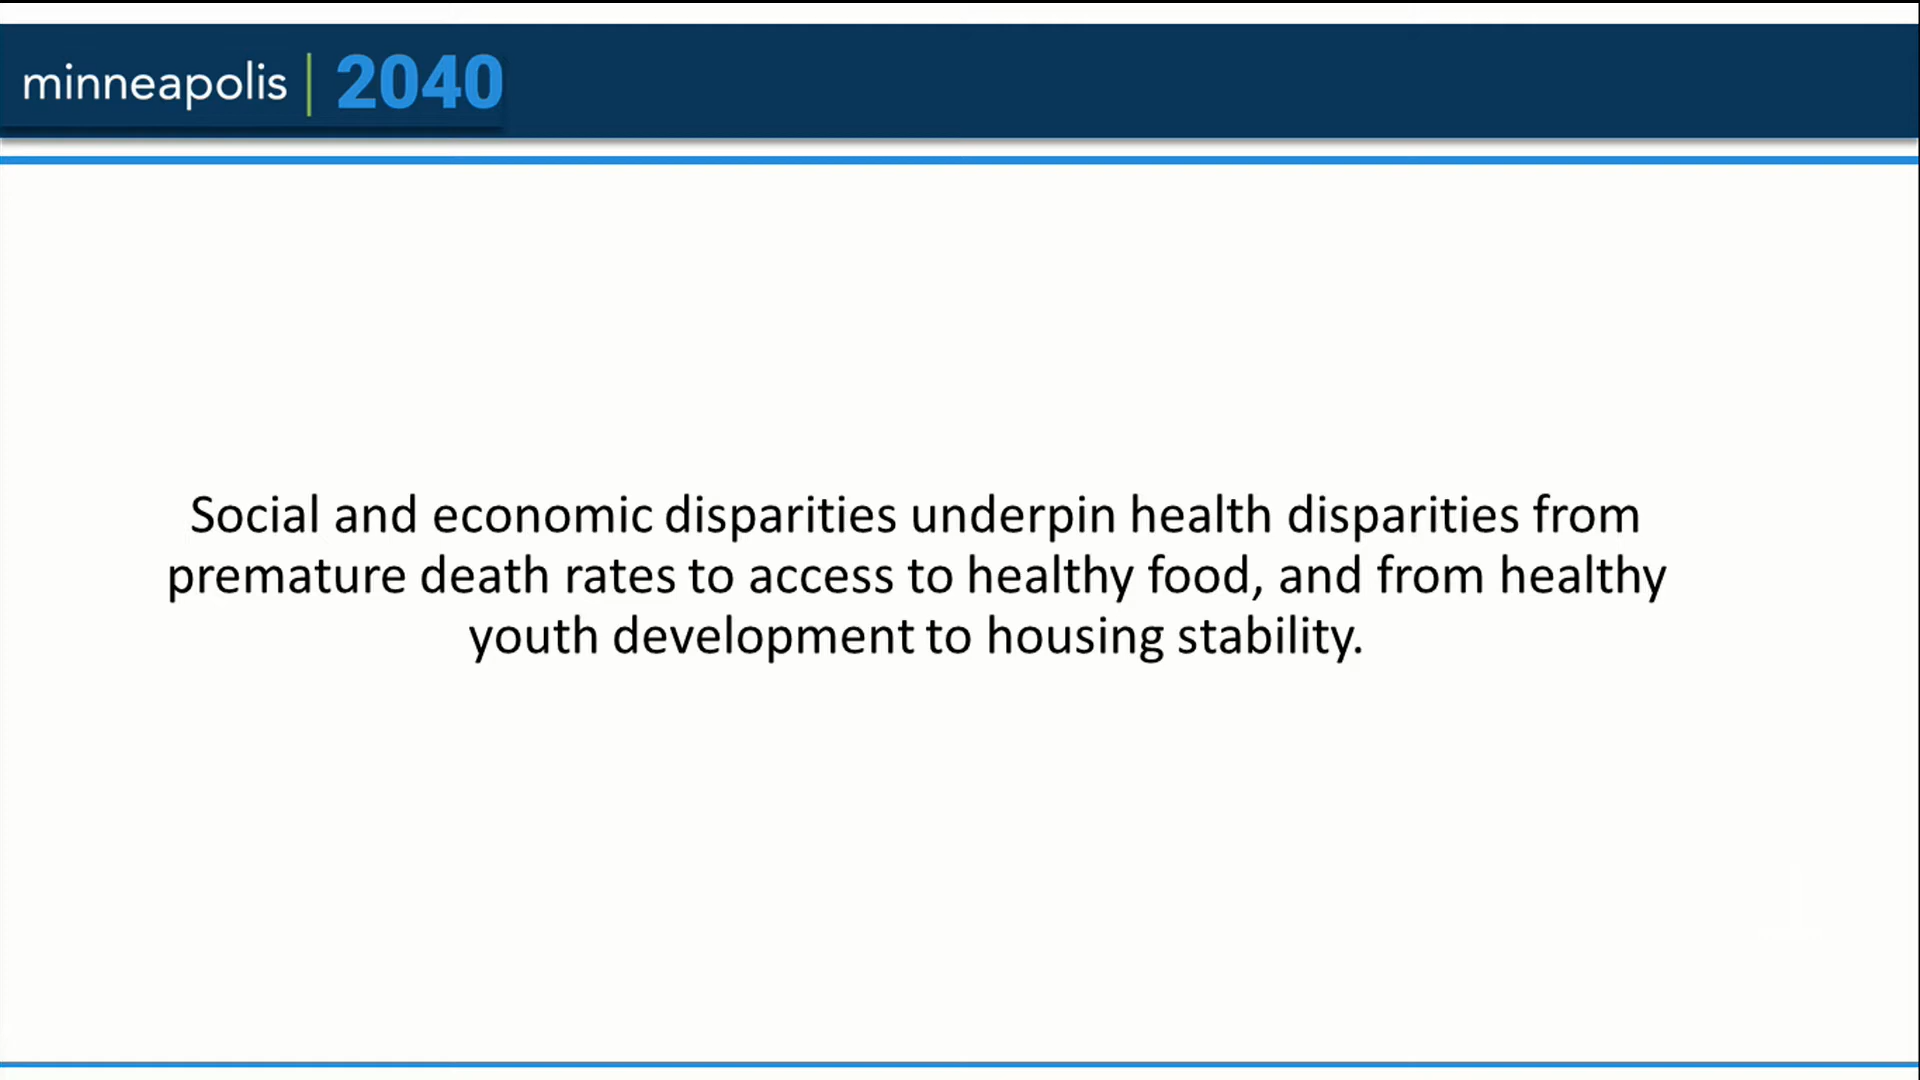 minneapolis | 2040
Social and economic disparities underpin health disparities from
premature death rates to access to healthy food, and from healthy
youth development to housing stability.